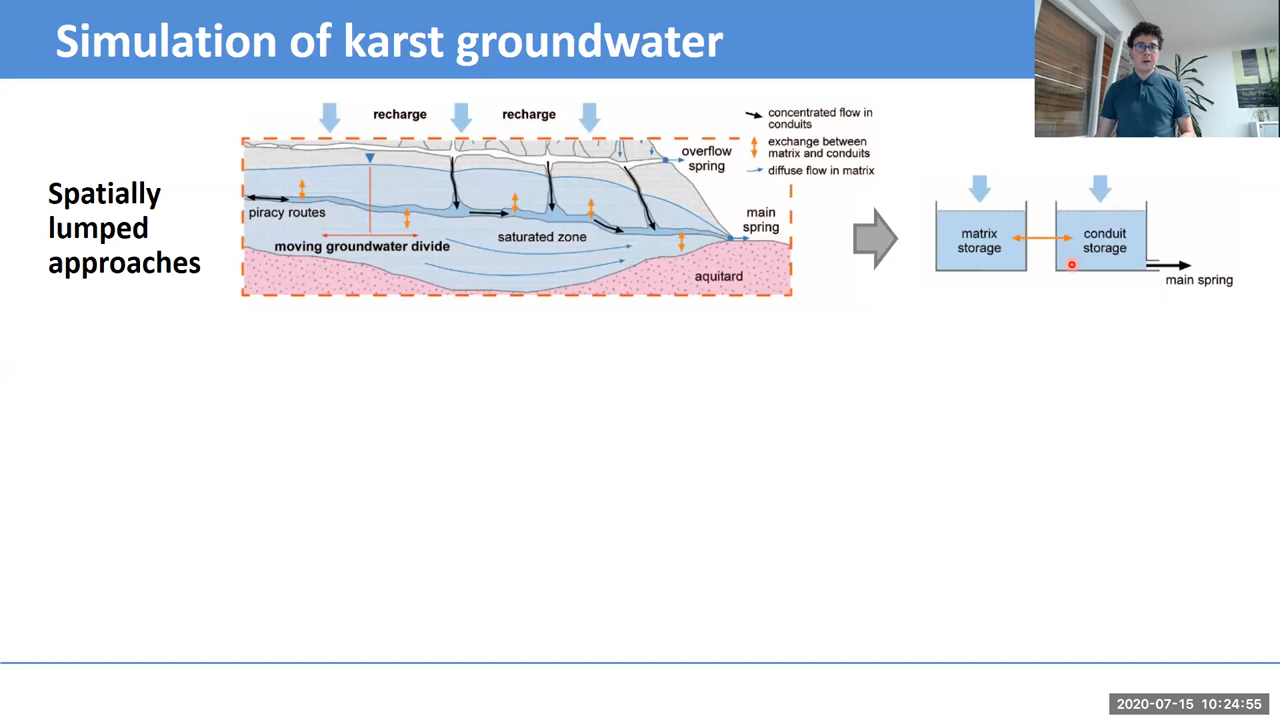 Simulation of karst groundwater
recharge
recharge
concentrated flow in
conduits
exchange between
matrix and conduits
diffuse flow in matrix
overflow
spring
Spatially
lumped
approaches
piracy routes
moving groundwater divide
saturated zone
main
spring
aquitard
matrix
storage
conduit
storage
main spring
2020-07-15 10:24:55